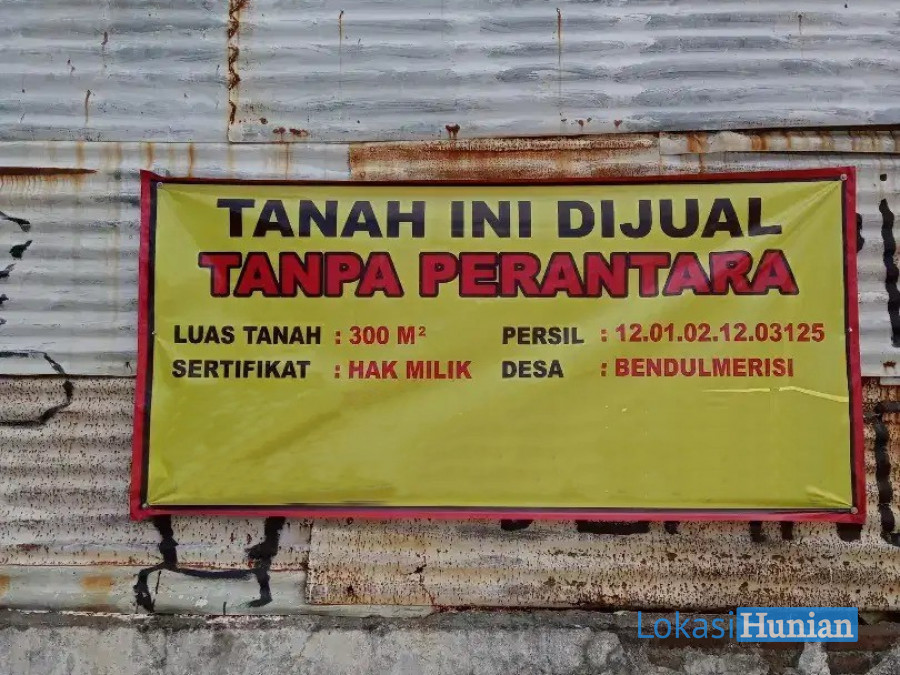 TANAH INI DIJUAL
TANPA PERANTARA
LUAS TANAH : 300 M² PERSIL : 12.01.02.12.03125
SERTIFIKAT : HAK MILIK DESA : BENDULMERISI
LokasiHunian